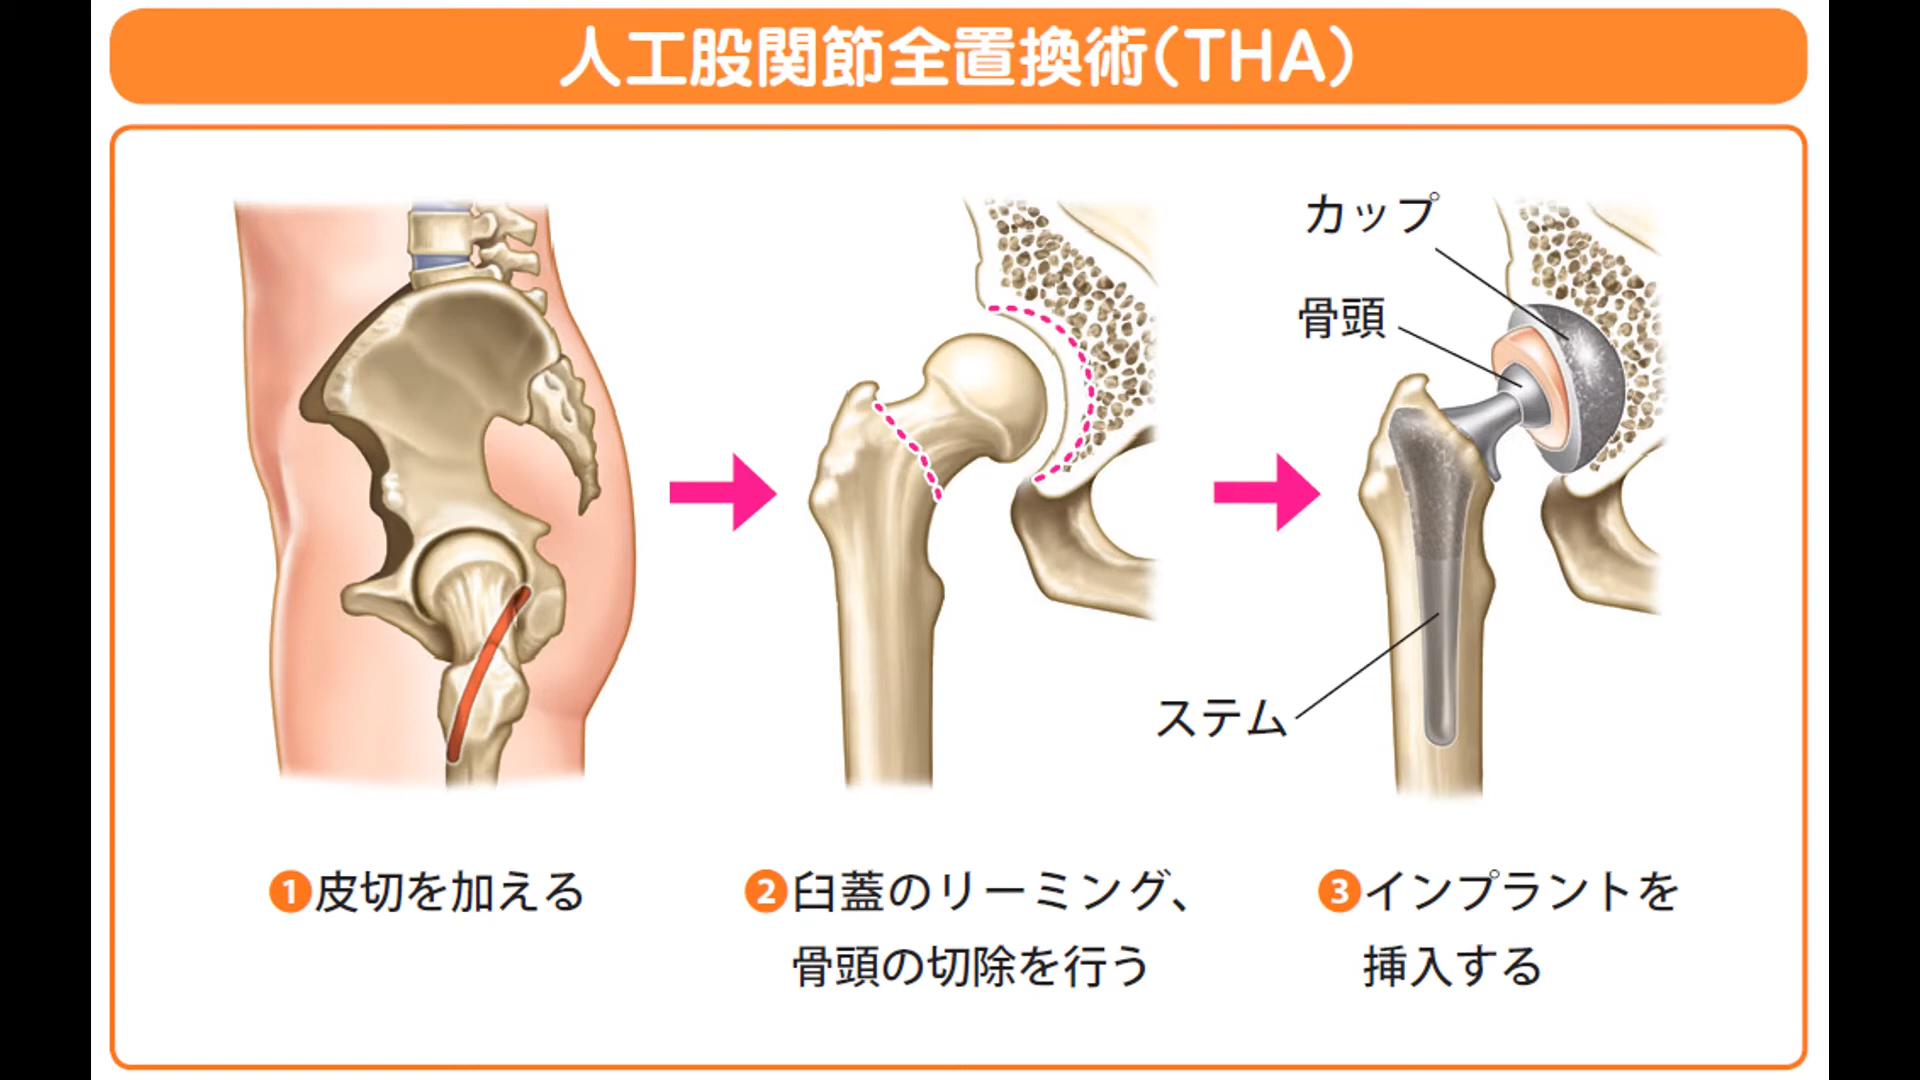 人工股関節全置換術(THA)
カップ
骨頭
ステム
❶皮切を加える
❷臼蓋のリーミング、
骨頭の切除を行う
❸インプラントを
挿入する